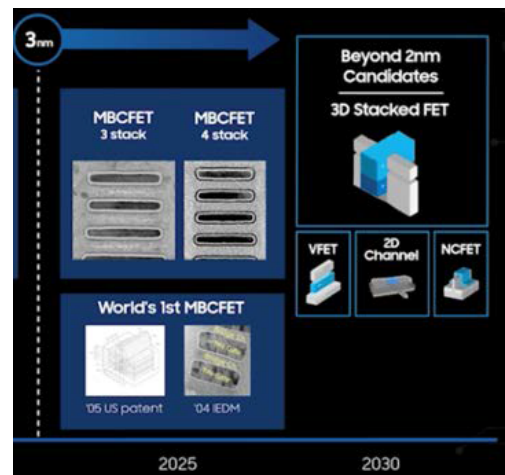 3nm
Beyond 2nm
Candidates
3D Stacked FET
MBCFET
3 stack
MBCFET
4 stack
VFET
2D
Channel
NCFET
World's 1st MBCFET
'05 US patent
'04 IEDM
2025
2030